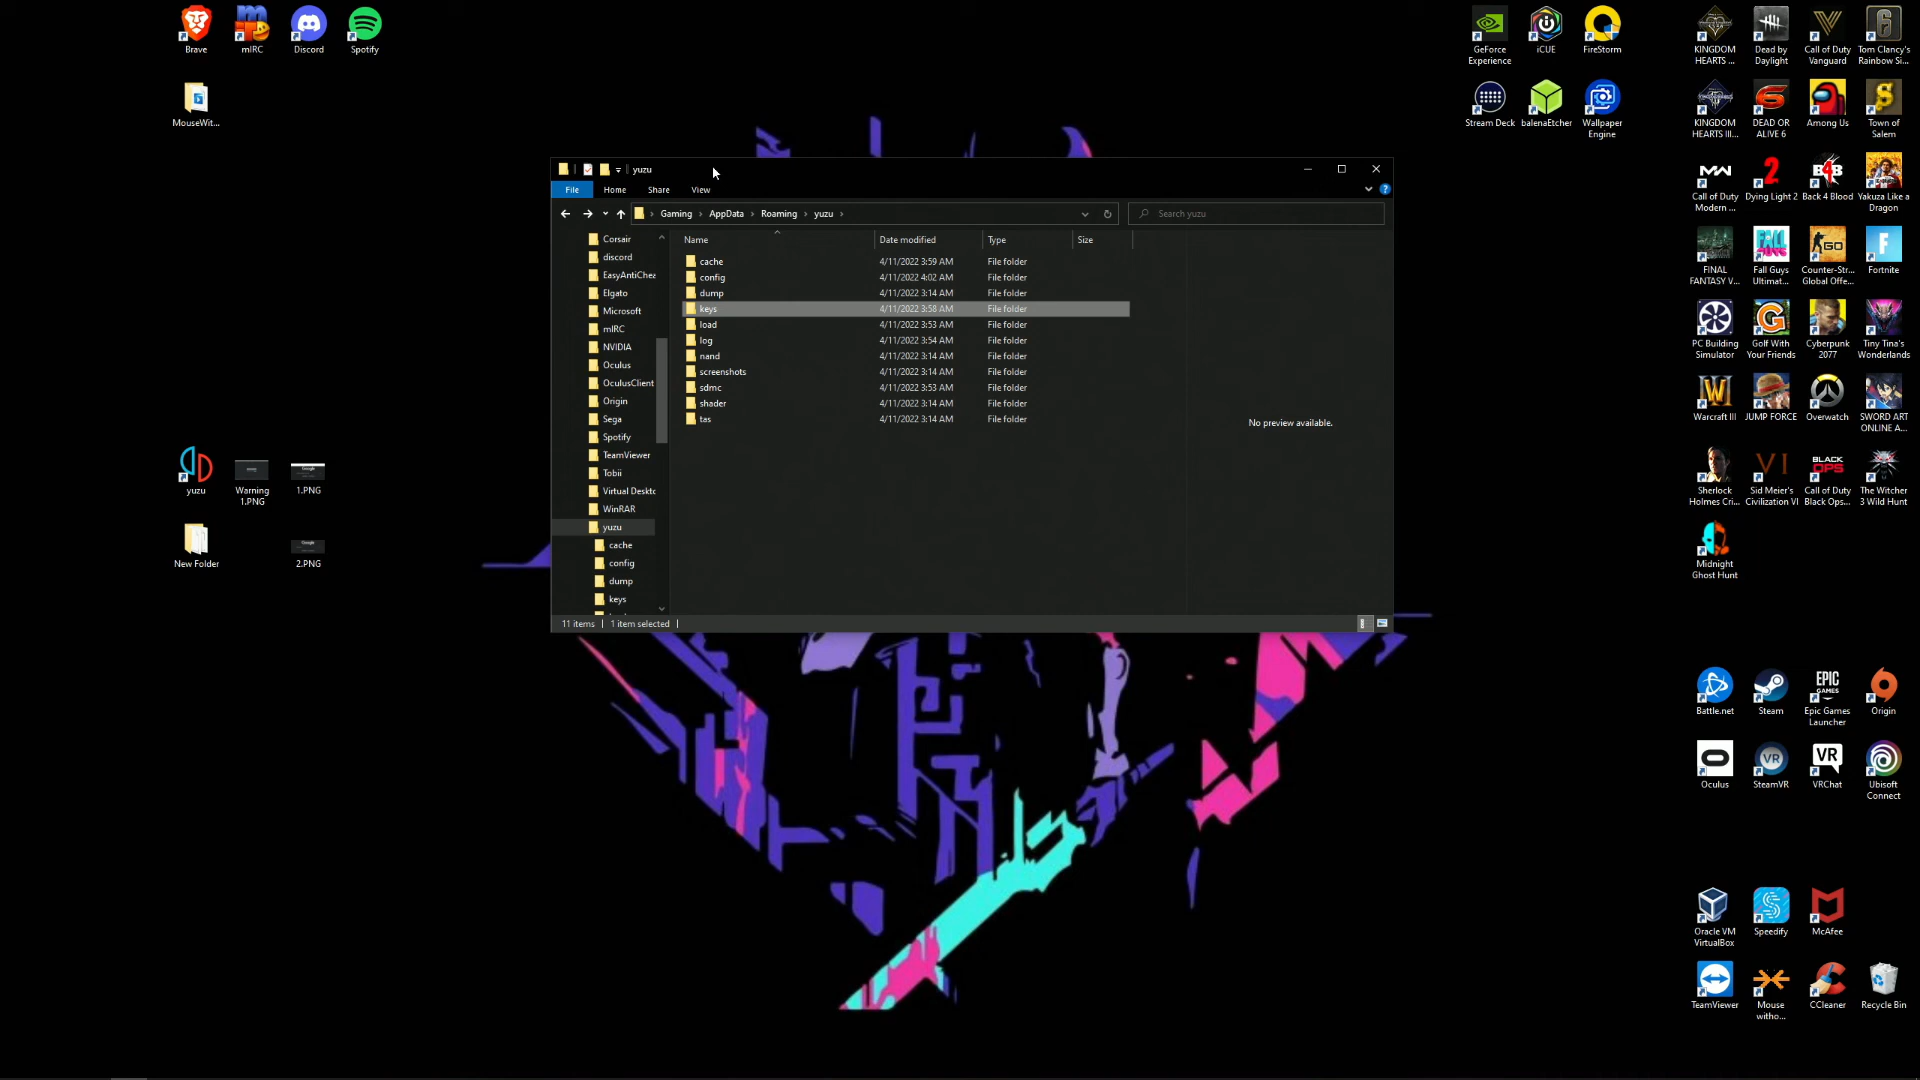 Brave
mIRC
Discord
Spotify
MouseWit...
GeForce
Experience
iCUE
FireStorm
Stream Deck
balenaEtcher
Wallpaper
Engine
KINGDOM
HEARTS ...
Dead by
Daylight
Call of Duty
Vanguard
Tom Clancy's
Rainbow Si...
KINGDOM
HEARTS III...
DEAD OR
ALIVE 6
Among Us
Town of
Salem
Call of Duty
Modern ...
Dying Light 2
Back 4 Blood
Yakuza Like a
Dragon
FINAL
FANTASY V...
Fall Guys
Ultimat...
Counter-Str...
Global Offe...
Fortnite
PC Building
Simulator
Golf With
Your Friends
Cyberpunk
2077
Tiny Tina's
Wonderlands
Warcraft III
JUMP FORCE
Overwatch
SWORD ART
ONLINE A...
Sherlock
Holmes Cri...
Sid Meier's
Civilization VI
Call of Duty
Black Ops...
The Witcher
3 Wild Hunt
Midnight
Ghost Hunt
yuzu
File
Home
Share
View
Gaming
AppData
Roaming
yuzu
Search yuzu
Name
Date modified
Type
Size
cache 4/11/2022 3:59 AM File folder
config 4/11/2022 4:02 AM File folder
dump 4/11/2022 3:14 AM File folder
keys 4/11/2022 3:58 AM File folder
load 4/11/2022 3:53 AM File folder
log 4/11/2022 3:54 AM File folder
nand 4/11/2022 3:14 AM File folder
screenshots 4/11/2022 3:14 AM File folder
sdmc 4/11/2022 3:53 AM File folder
shader 4/11/2022 3:14 AM File folder
tas 4/11/2022 3:14 AM File folder
Corsair
discord
EasyAntiChea
Elgato
Microsoft
mIRC
NVIDIA
Oculus
OculusClient
Origin
Sega
Spotify
TeamViewer
Tobii
Virtual Deskto
WinRAR
yuzu
cache
config
dump
keys
No preview available.
11 items
1 item selected
yuzu
Warning
1.PNG
1.PNG
New Folder
2.PNG
Battle.net
Steam
Epic Games
Launcher
Origin
Oculus
SteamVR
VRChat
Ubisoft
Connect
Oracle VM
VirtualBox
Speedify
McAfee
TeamViewer
Mouse
witho...
CCleaner
Recycle Bin